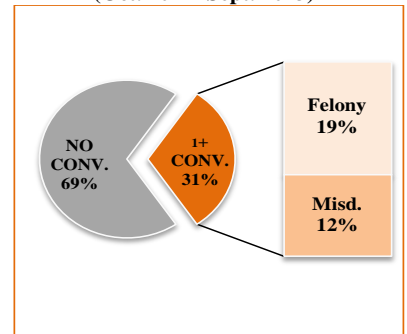 NO
CONV.
69%
1+
CONV.
31%
Felony
19%
Misd.
12%